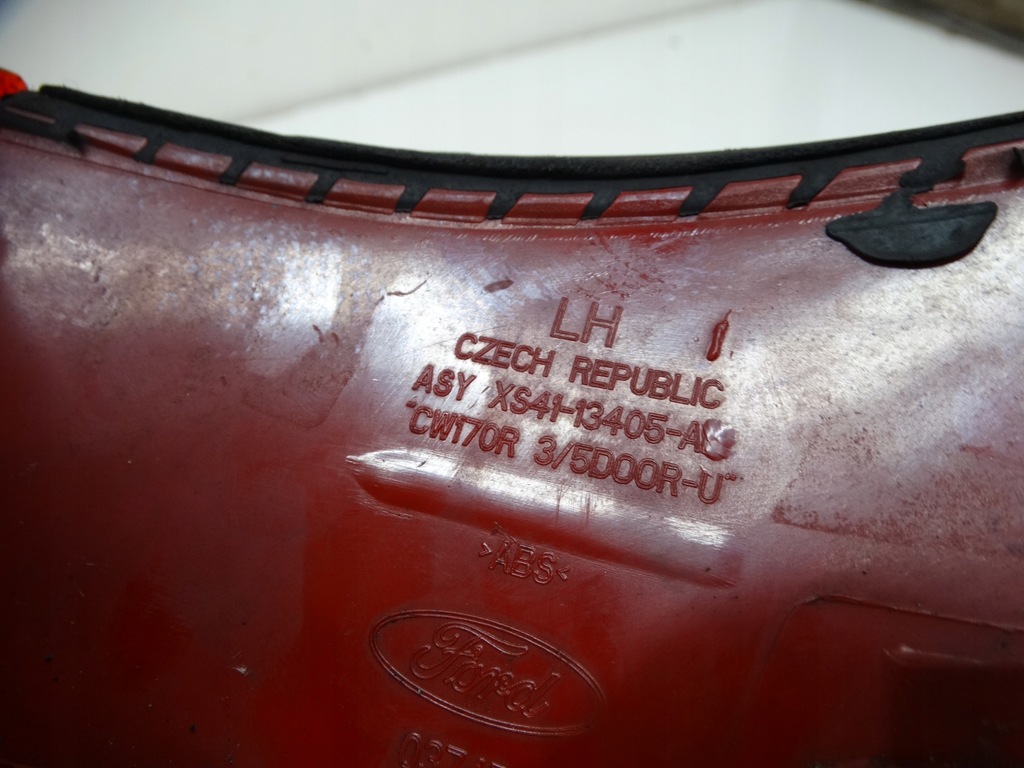 LH
CZECH REPUBLIC
ASY XS41-13405-A
"CW170R 3/5DOOR-U"
>ABS<
Ford